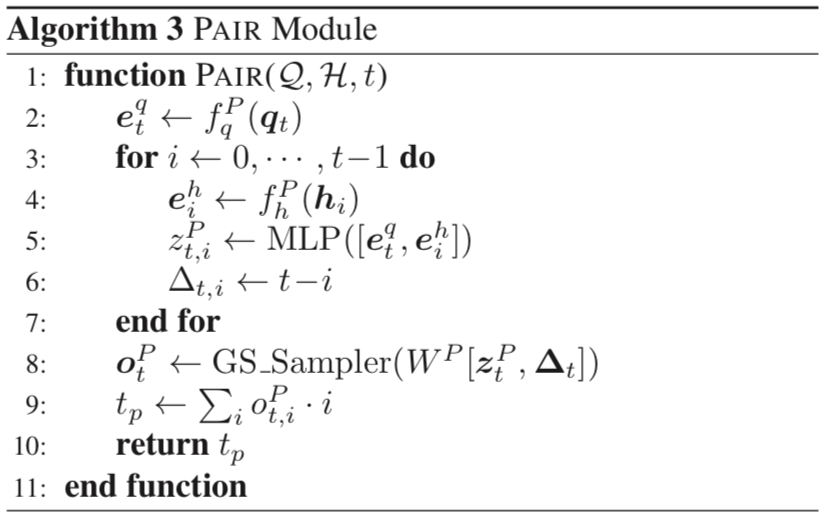 Algorithm 3 PAIR Module
1: function PAIR(𝒬, ℋ, t)
2: e_t^q ← f_q^P(q_t)
3: for i ← 0, ⋯ , t−1 do
4: e_i^h ← f_h^P(h_i)
5: z_{t,i}^P ← MLP([e_t^q, e_i^h])
6: Δ_{t,i} ← t−i
7: end for
8: o_t^P ← GS_Sampler(W^P[z_t^P, Δ_t])
9: t_p ← ∑_i o_{t,i}^P · i
10: return t_p
11: end function